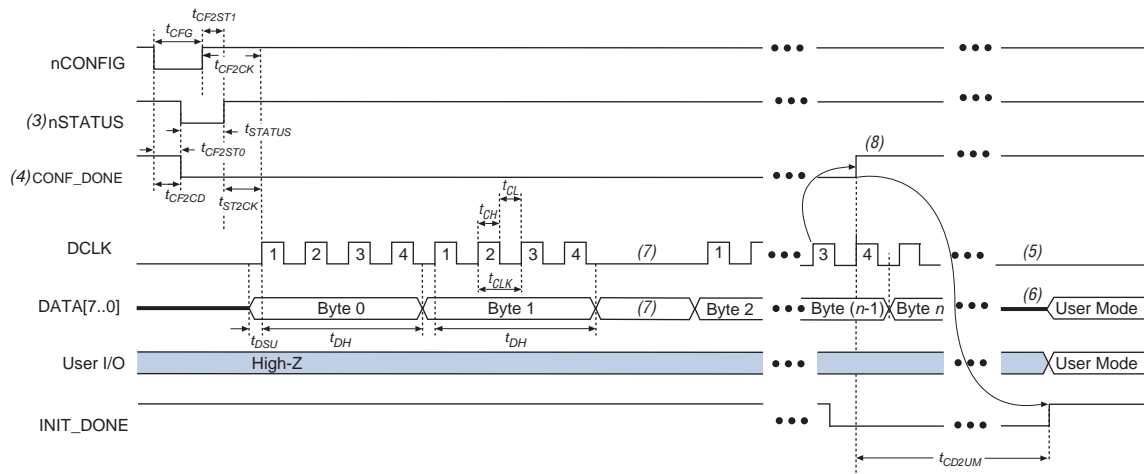 tCF2ST1
tCFG
nCONFIG
tCF2CK
(3) nSTATUS
tSTATUS
tCF2ST0
(8)
(4) CONF_DONE
tCF2CD
tST2CK
tCL
tCH
DCLK
1 2 3 4 1 2 3 4 (7) 1 3 4 (5)
tCLK
DATA[7..0]
Byte 0 Byte 1 (7) Byte 2 Byte (n-1) Byte n (6) User Mode
tDSU tDH tDH
User I/O High-Z User Mode
INIT_DONE
tCD2UM